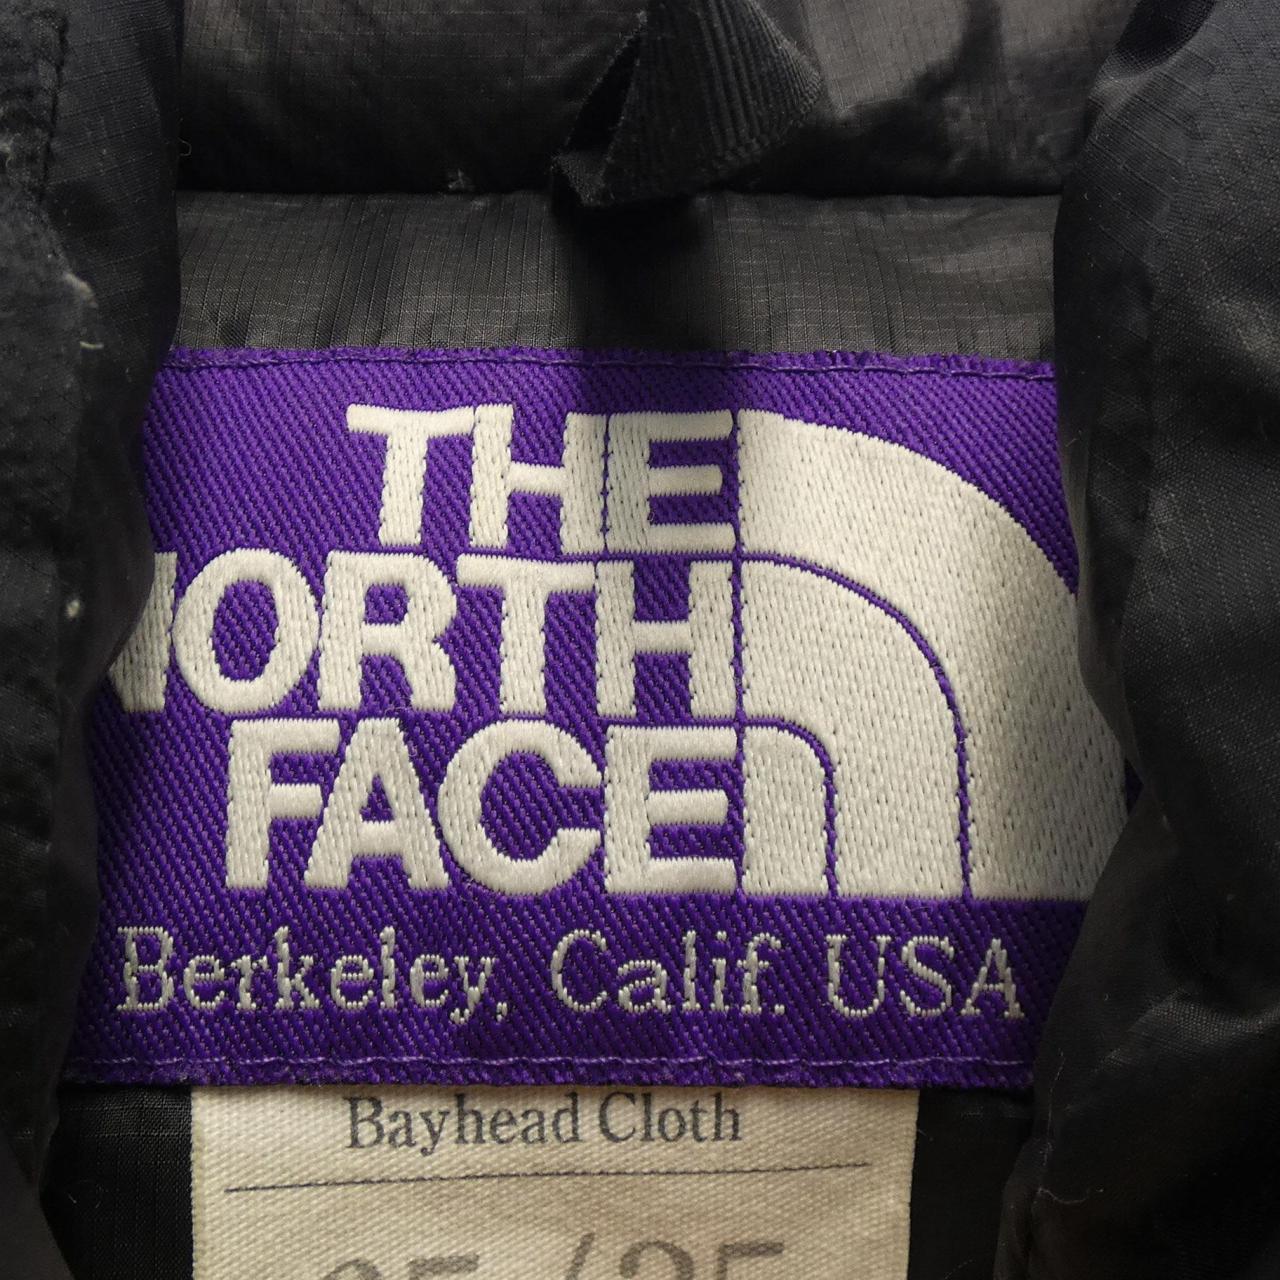 THE
NORTH
FACE
Berkeley, Calif. USA
Bayhead Cloth